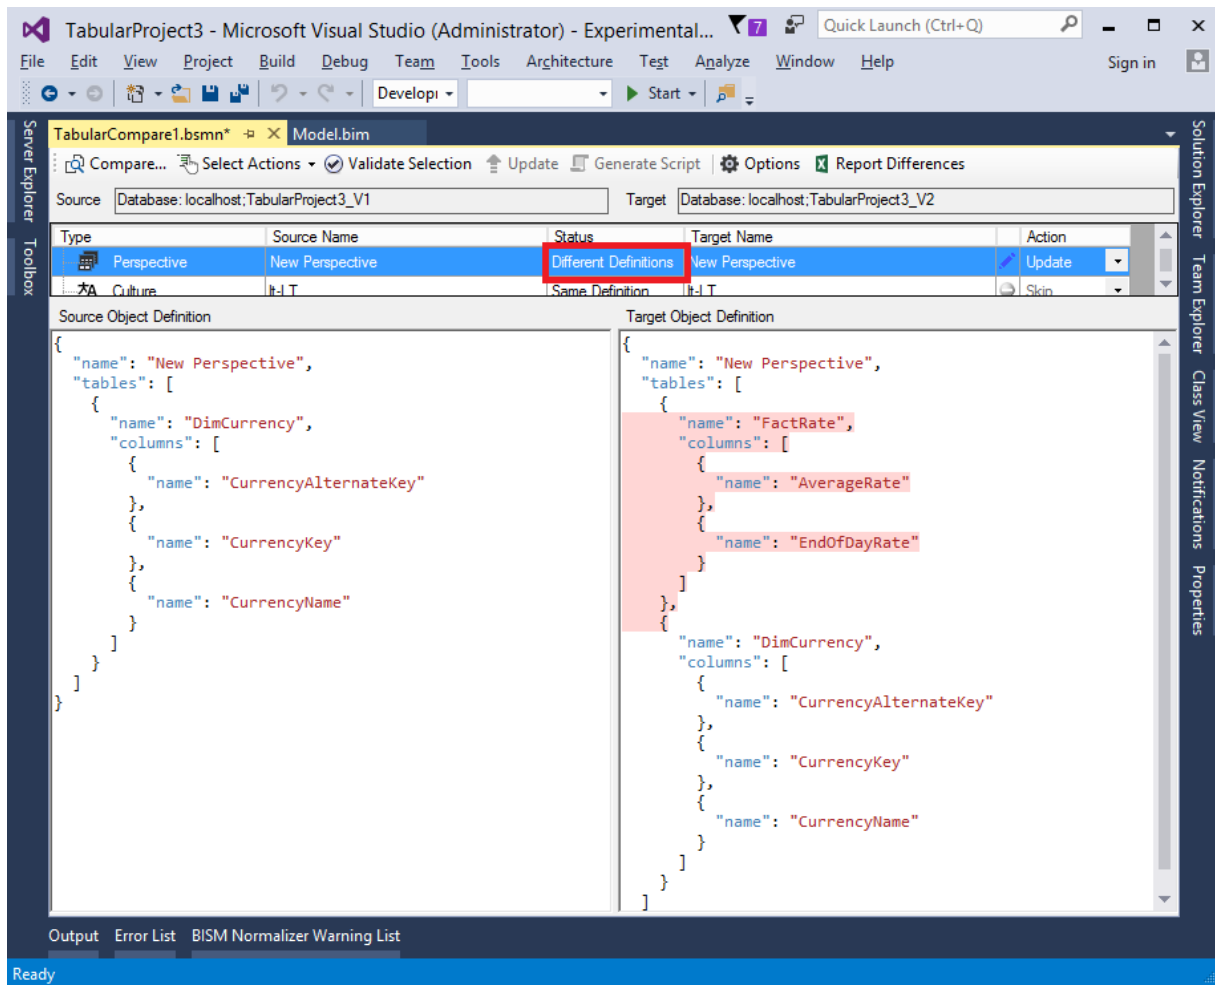 TabularProject3 - Microsoft Visual Studio (Administrator) - Experimental... 7 Quick Launch (Ctrl+Q)
File Edit View Project Build Debug Team Tools Architecture Test Analyze Window Help Sign in
Developı Start
TabularCompare1.bsmn* Model.bim
Compare... Select Actions Validate Selection Update Generate Script Options Report Differences
Source Database: localhost;TabularProject3_V1 Target Database: localhost;TabularProject3_V2
Type Source Name Status Target Name Action
Perspective New Perspective Different Definitions New Perspective Update
Culture lt-LT Same Definition lt-LT Skip
Source Object Definition
{
"name": "New Perspective",
"tables": [
{
"name": "DimCurrency",
"columns": [
{
"name": "CurrencyAlternateKey"
},
{
"name": "CurrencyKey"
},
{
"name": "CurrencyName"
}
]
}
]
}
Target Object Definition
{
"name": "New Perspective",
"tables": [
{
"name": "FactRate",
"columns": [
{
"name": "AverageRate"
},
{
"name": "EndOfDayRate"
}
]
},
{
"name": "DimCurrency",
"columns": [
{
"name": "CurrencyAlternateKey"
},
{
"name": "CurrencyKey"
},
{
"name": "CurrencyName"
}
]
}
]
Server Explorer
Toolbox
Solution Explorer
Team Explorer
Class View
Notifications
Properties
Output Error List BISM Normalizer Warning List
Ready